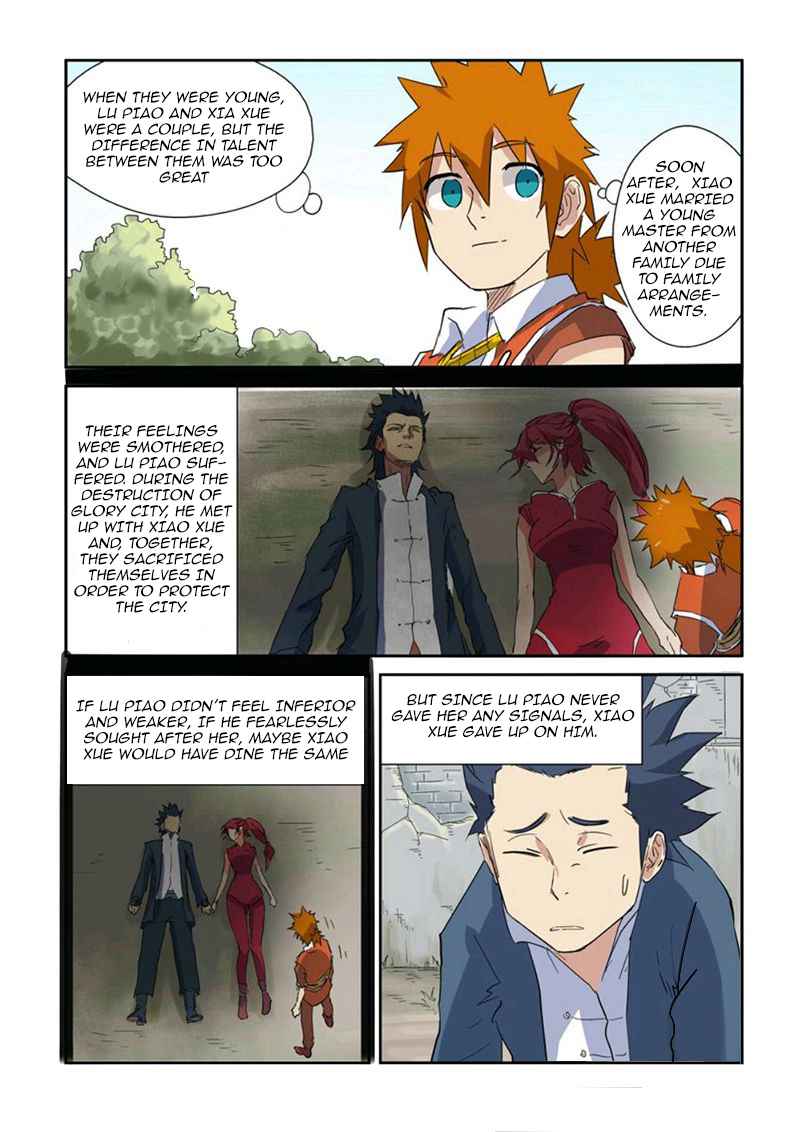 WHEN THEY WERE YOUNG,
LU PIAO AND XIA XUE
WERE A COUPLE, BUT THE
DIFFERENCE IN TALENT
BETWEEN THEM WAS TOO
GREAT
SOON
AFTER, XIAO
XUE MARRIED
A YOUNG
MASTER FROM
ANOTHER
FAMILY DUE
TO FAMILY
ARRANGE-
MENTS.
THEIR FEELINGS
WERE SMOTHERED,
AND LU PIAO SUF-
FERED. DURING THE
DESTRUCTION OF
GLORY CITY, HE MET
UP WITH XIAO XUE
AND, TOGETHER,
THEY SACRIFICED
THEMSELVES IN
ORDER TO PROTECT
THE CITY.
IF LU PIAO DIDN'T FEEL INFERIOR
AND WEAKER, IF HE FEARLESSLY
SOUGHT AFTER HER, MAYBE XIAO
XUE WOULD HAVE DINE THE SAME
BUT SINCE LU PIAO NEVER
GAVE HER ANY SIGNALS, XIAO
XUE GAVE UP ON HIM.